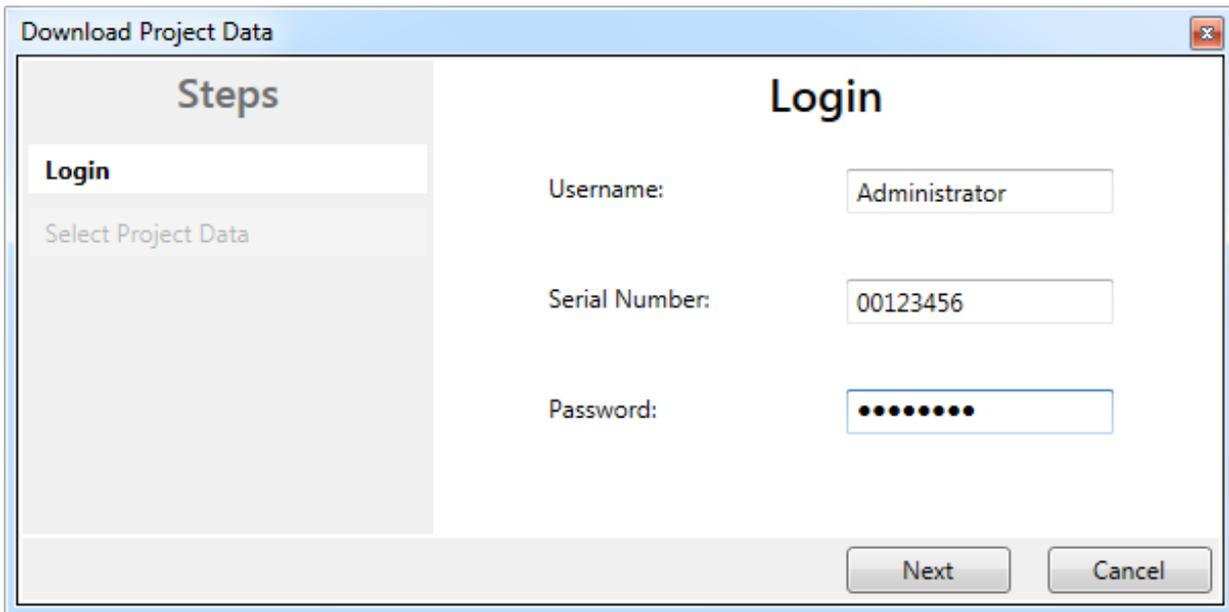 Download Project Data
Steps
Login
Select Project Data
Login
Username: Administrator
Serial Number: 00123456
Password: ••••••••
Next Cancel